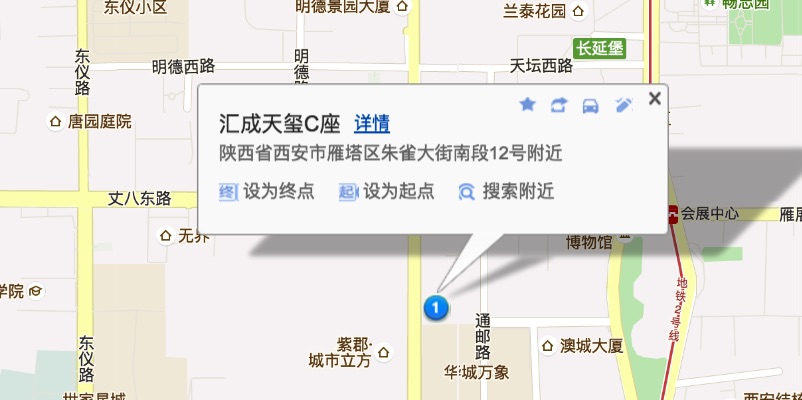 东仪小区
明德景园大厦
兰泰花园
畅志园
长延堡
东仪路
明德西路
明德
天坛西路
唐园庭院
汇成天玺C座 详情
陕西省西安市雁塔区朱雀大街南段12号附近
终 设为终点 起 设为起点 搜索附近
丈八东路
会展中心
雁展
无界
博物馆
学院
地铁2号线
1
通邮路
东仪路
紫郡·
城市立方
澳城大厦
华城万象
世家星城
西安结核